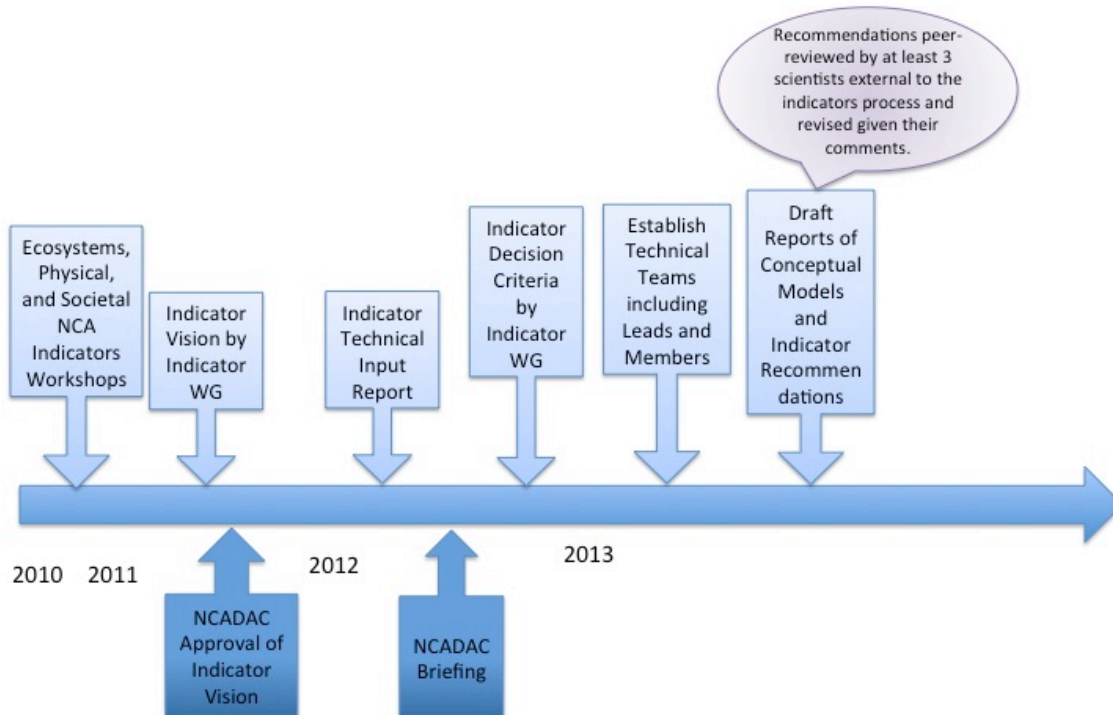 Recommendations peer-
reviewed by at least 3
scientists external to the
indicators process and
revised given their
comments.
Ecosystems,
Physical,
and Societal
NCA
Indicators
Workshops
Indicator
Vision by
Indicator
WG
Indicator
Technical
Input
Report
Indicator
Decision
Criteria
by
Indicator
WG
Establish
Technical
Teams
including
Leads and
Members
Draft
Reports of
Conceptual
Models
and
Indicator
Recommen
dations
2010
2011
2012
2013
NCADAC
Approval of
Indicator
Vision
NCADAC
Briefing